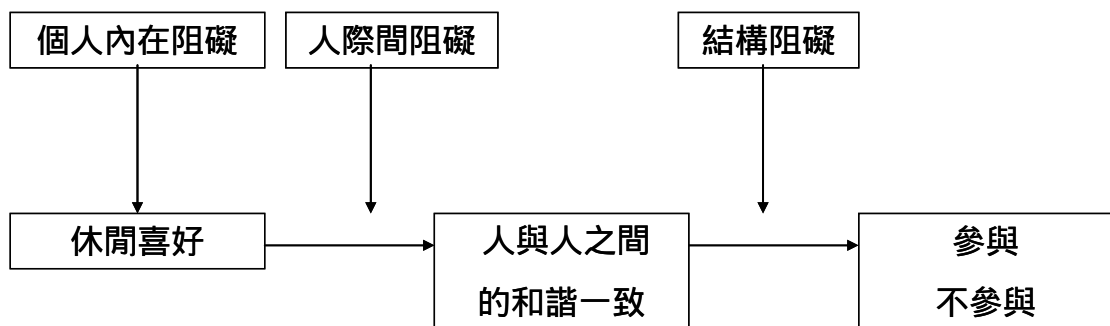 個人內在阻礙
人際間阻礙
結構阻礙
休閒喜好
人與人之間
的和諧一致
參與
不參與